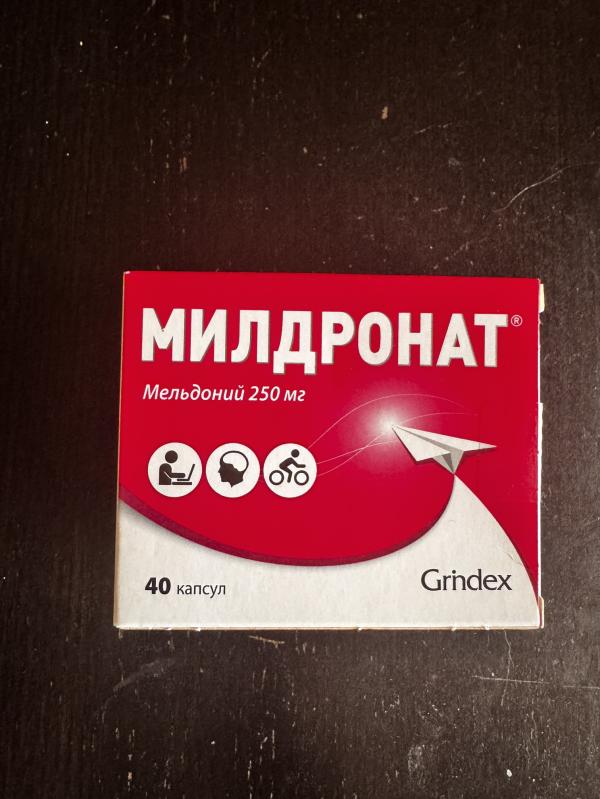 МИЛДРОНАТ®
Мельдоний 250 мг
40 капсул
Grindex